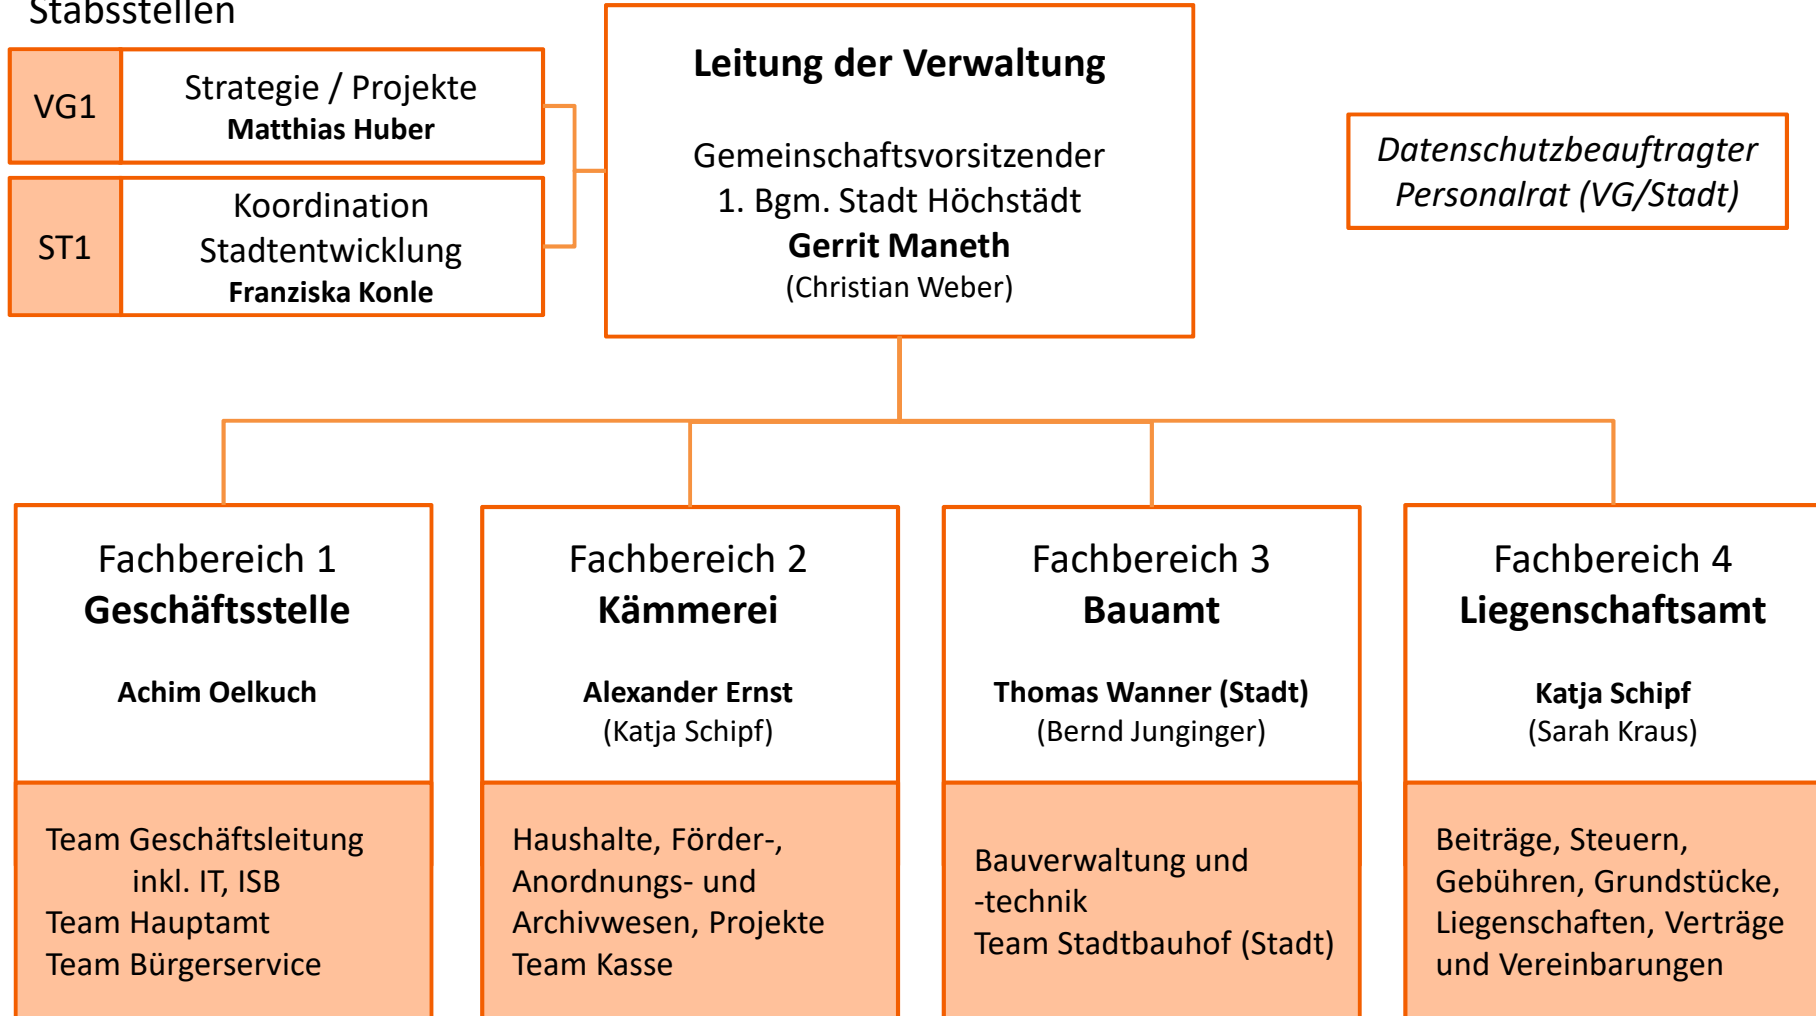 Stabsstellen
VG1
Strategie / Projekte
Matthias Huber
ST1
Koordination
Stadtentwicklung
Franziska Konle
Leitung der Verwaltung
Gemeinschaftsvorsitzender
1. Bgm. Stadt Höchstädt
Gerrit Maneth
(Christian Weber)
Datenschutzbeauftragter
Personalrat (VG/Stadt)
Fachbereich 1
Geschäftsstelle
Achim Oelkuch
Team Geschäftsleitung
inkl. IT, ISB
Team Hauptamt
Team Bürgerservice
Fachbereich 2
Kämmerei
Alexander Ernst
(Katja Schipf)
Haushalte, Förder-,
Anordnungs- und
Archivwesen, Projekte
Team Kasse
Fachbereich 3
Bauamt
Thomas Wanner (Stadt)
(Bernd Junginger)
Bauverwaltung und
-technik
Team Stadtbauhof (Stadt)
Fachbereich 4
Liegenschaftsamt
Katja Schipf
(Sarah Kraus)
Beiträge, Steuern,
Gebühren, Grundstücke,
Liegenschaften, Verträge
und Vereinbarungen